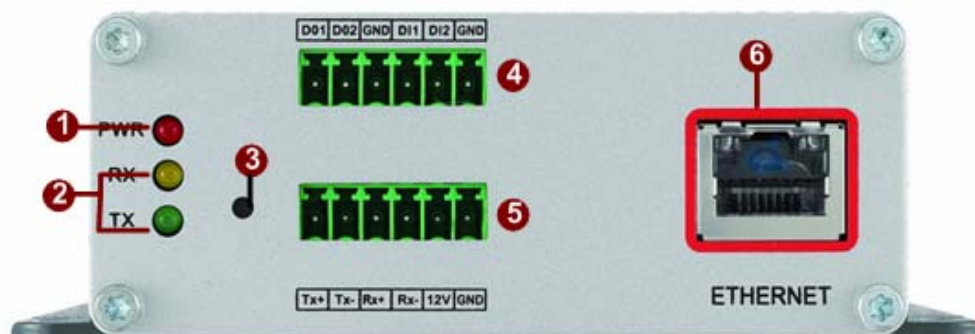 D01 D02 GND DI1 DI2 GND
4
6
1
PWR
3
RX
2
TX
5
Tx+ Tx- Rx+ Rx- 12V GND
ETHERNET